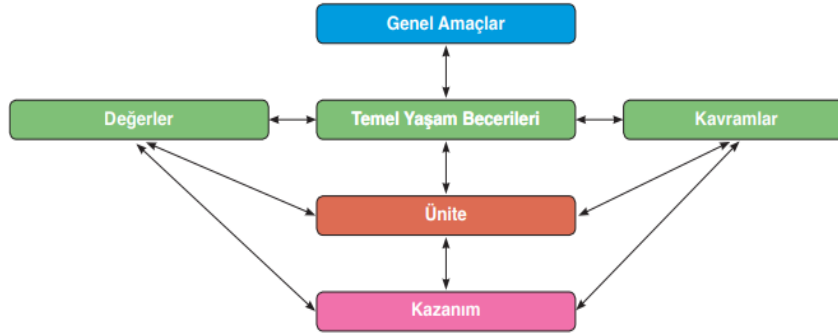 Genel Amaçlar
Değerler
Temel Yaşam Becerileri
Kavramlar
Ünite
Kazanım